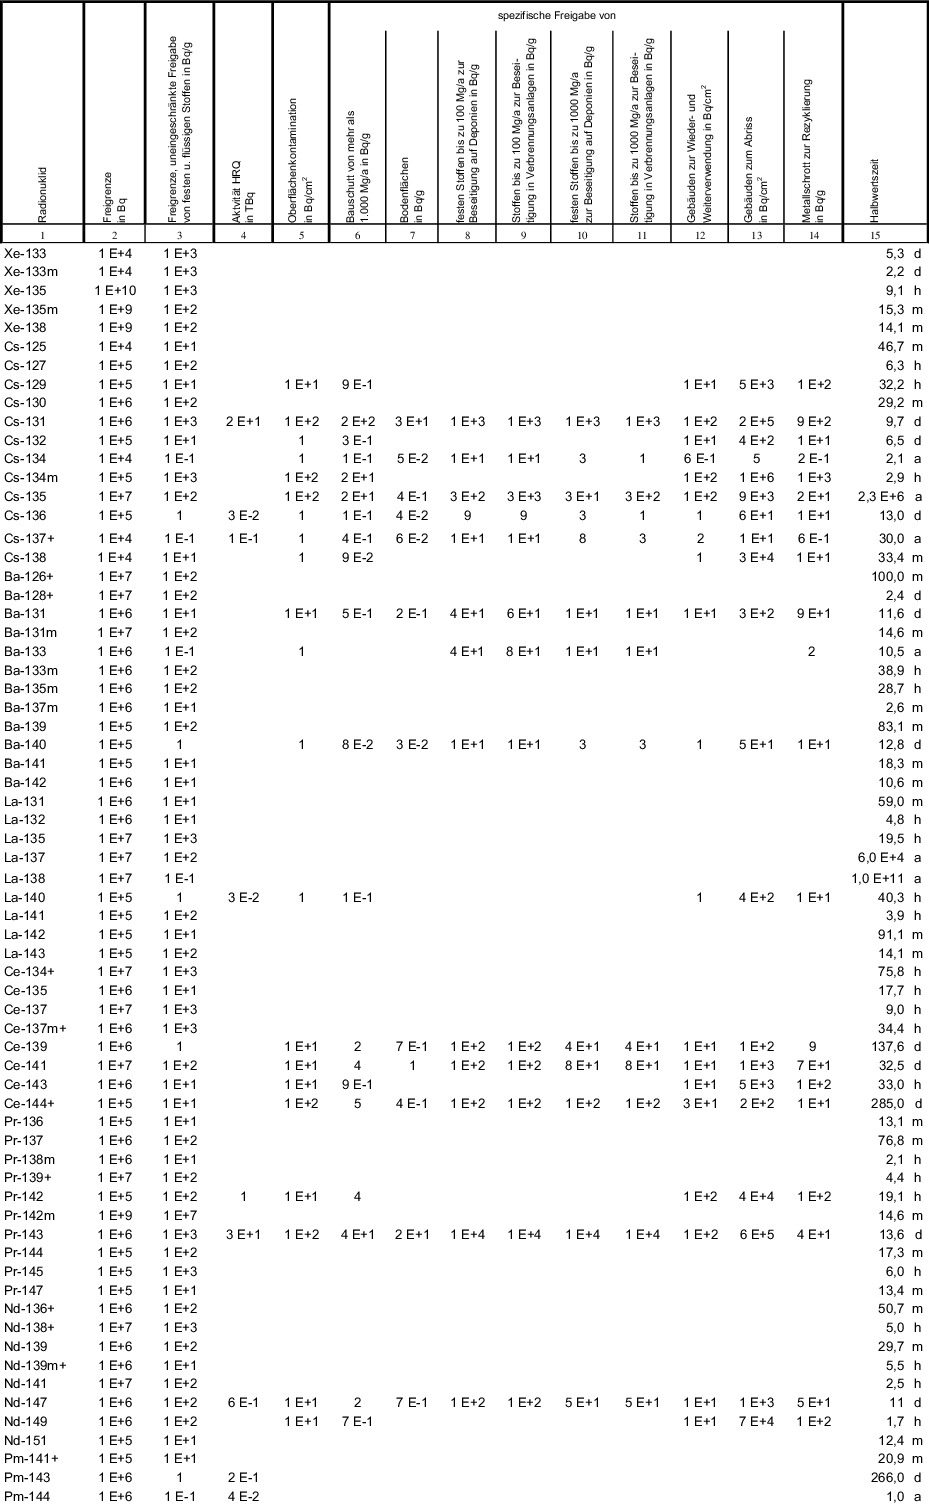 spezifische Freigabe von
Radionuklid
Freigrenze
in Bq
Freigrenze, uneingeschränkte Freigabe
von festen u. flüssigen Stoffen in Bq/g
Aktivität HRQ
in TBq
Oberflächenkontamination
in Bq/cm²
Bauschutt von mehr als
1.000 Mg/a in Bq/g
Bodenflächen
in Bq/g
festen Stoffen bis zu 100 Mg/a zur
Beseitigung auf Deponien in Bq/g
Stoffen bis zu 100 Mg/a zur Besei-
tigung in Verbrennungsanlagen in Bq/g
festen Stoffen bis zu 1000 Mg/a
zur Beseitigung auf Deponien in Bq/g
Stoffen bis zu 1000 Mg/a zur Besei-
tigung in Verbrennungsanlagen in Bq/g
Gebäuden zur Wieder- und
Weiterverwendung in Bq/cm²
Gebäuden zum Abriss
in Bq/cm²
Metallschrott zur Rezyklierung
in Bq/g
Halbwertszeit
1 2 3 4 5 6 7 8 9 10 11 12 13 14 15
Xe-133 1 E+4 1 E+3 5,3 d
Xe-133m 1 E+4 1 E+3 2,2 d
Xe-135 1 E+10 1 E+3 9,1 h
Xe-135m 1 E+9 1 E+2 15,3 m
Xe-138 1 E+9 1 E+2 14,1 m
Cs-125 1 E+4 1 E+1 46,7 m
Cs-127 1 E+5 1 E+2 6,3 h
Cs-129 1 E+5 1 E+1 1 E+1 9 E-1 1 E+1 5 E+3 1 E+2 32,2 h
Cs-130 1 E+6 1 E+2 29,2 m
Cs-131 1 E+6 1 E+3 2 E+1 1 E+2 2 E+2 3 E+1 1 E+3 1 E+3 1 E+3 1 E+3 1 E+2 2 E+5 9 E+2 9,7 d
Cs-132 1 E+5 1 E+1 1 3 E-1 1 E+1 4 E+2 1 E+1 6,5 d
Cs-134 1 E+4 1 E-1 1 1 E-1 5 E-2 1 E+1 1 E+1 3 1 6 E-1 5 2 E-1 2,1 a
Cs-134m 1 E+5 1 E+3 1 E+2 2 E+1 1 E+2 1 E+6 1 E+3 2,9 h
Cs-135 1 E+7 1 E+2 1 E+2 2 E+1 4 E-1 3 E+2 3 E+3 3 E+1 3 E+2 1 E+2 9 E+3 2 E+1 2,3 E+6 a
Cs-136 1 E+5 1 3 E-2 1 1 E-1 4 E-2 9 9 3 1 1 6 E+1 1 E+1 13,0 d
Cs-137+ 1 E+4 1 E-1 1 E-1 1 4 E-1 6 E-2 1 E+1 1 E+1 8 3 2 1 E+1 6 E-1 30,0 a
Cs-138 1 E+4 1 E+1 1 9 E-2 1 3 E+4 1 E+1 33,4 m
Ba-126+ 1 E+7 1 E+2 100,0 m
Ba-128+ 1 E+7 1 E+2 2,4 d
Ba-131 1 E+6 1 E+1 1 E+1 5 E-1 2 E-1 4 E+1 6 E+1 1 E+1 1 E+1 1 E+1 3 E+2 9 E+1 11,6 d
Ba-131m 1 E+7 1 E+2 14,6 m
Ba-133 1 E+6 1 E-1 1 4 E+1 8 E+1 1 E+1 1 E+1 2 10,5 a
Ba-133m 1 E+6 1 E+2 38,9 h
Ba-135m 1 E+6 1 E+2 28,7 h
Ba-137m 1 E+6 1 E+1 2,6 m
Ba-139 1 E+5 1 E+2 83,1 m
Ba-140 1 E+5 1 1 8 E-2 3 E-2 1 E+1 1 E+1 3 3 1 5 E+1 1 E+1 12,8 d
Ba-141 1 E+5 1 E+1 18,3 m
Ba-142 1 E+6 1 E+1 10,6 m
La-131 1 E+6 1 E+1 59,0 m
La-132 1 E+6 1 E+1 4,8 h
La-135 1 E+7 1 E+3 19,5 h
La-137 1 E+7 1 E+2 6,0 E+4 a
La-138 1 E+7 1 E-1 1,0 E+11 a
La-140 1 E+5 1 3 E-2 1 1 E-1 1 4 E+2 1 E+1 40,3 h
La-141 1 E+5 1 E+2 3,9 h
La-142 1 E+5 1 E+1 91,1 m
La-143 1 E+5 1 E+2 14,1 m
Ce-134+ 1 E+7 1 E+3 75,8 h
Ce-135 1 E+6 1 E+1 17,7 h
Ce-137 1 E+7 1 E+3 9,0 h
Ce-137m+ 1 E+6 1 E+3 34,4 h
Ce-139 1 E+6 1 1 E+1 2 7 E-1 1 E+2 1 E+2 4 E+1 4 E+1 1 E+1 1 E+2 9 137,6 d
Ce-141 1 E+7 1 E+2 1 E+1 4 1 1 E+2 1 E+2 8 E+1 8 E+1 1 E+1 1 E+3 7 E+1 32,5 d
Ce-143 1 E+6 1 E+1 1 E+1 9 E-1 1 E+1 5 E+3 1 E+2 33,0 h
Ce-144+ 1 E+5 1 E+1 1 E+2 5 4 E-1 1 E+2 1 E+2 1 E+2 1 E+2 3 E+1 2 E+2 1 E+1 285,0 d
Pr-136 1 E+5 1 E+1 13,1 m
Pr-137 1 E+6 1 E+2 76,8 m
Pr-138m 1 E+6 1 E+1 2,1 h
Pr-139+ 1 E+7 1 E+2 4,4 h
Pr-142 1 E+5 1 E+2 1 1 E+1 4 1 E+2 4 E+4 1 E+2 19,1 h
Pr-142m 1 E+9 1 E+7 14,6 m
Pr-143 1 E+6 1 E+3 3 E+1 1 E+2 4 E+1 2 E+1 1 E+4 1 E+4 1 E+4 1 E+4 1 E+2 6 E+5 4 E+1 13,6 d
Pr-144 1 E+5 1 E+2 17,3 m
Pr-145 1 E+5 1 E+3 6,0 h
Pr-147 1 E+5 1 E+1 13,4 m
Nd-136+ 1 E+6 1 E+2 50,7 m
Nd-138+ 1 E+7 1 E+3 5,0 h
Nd-139 1 E+6 1 E+2 29,7 m
Nd-139m+ 1 E+6 1 E+1 5,5 h
Nd-141 1 E+7 1 E+2 2,5 h
Nd-147 1 E+6 1 E+2 6 E-1 1 E+1 2 7 E-1 1 E+2 1 E+2 5 E+1 5 E+1 1 E+1 1 E+3 5 E+1 11 d
Nd-149 1 E+6 1 E+2 1 E+1 7 E-1 1 E+1 7 E+4 1 E+2 1,7 h
Nd-151 1 E+5 1 E+1 12,4 m
Pm-141+ 1 E+5 1 E+1 20,9 m
Pm-143 1 E+6 1 2 E-1 266,0 d
Pm-144 1 E+6 1 E-1 4 E-2 1,0 a